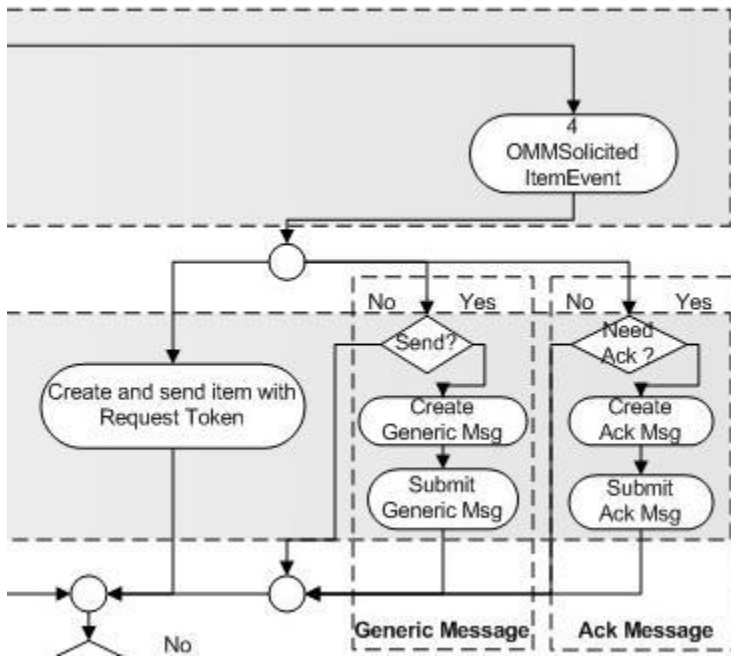 4
OMMSolicited
ItemEvent
No
Yes
No
Yes
Send?
Need
Ack ?
Create and send item with
Request Token
Create
Generic Msg
Create
Ack Msg
Submit
Generic Msg
Submit
Ack Msg
No
Generic Message
Ack Message